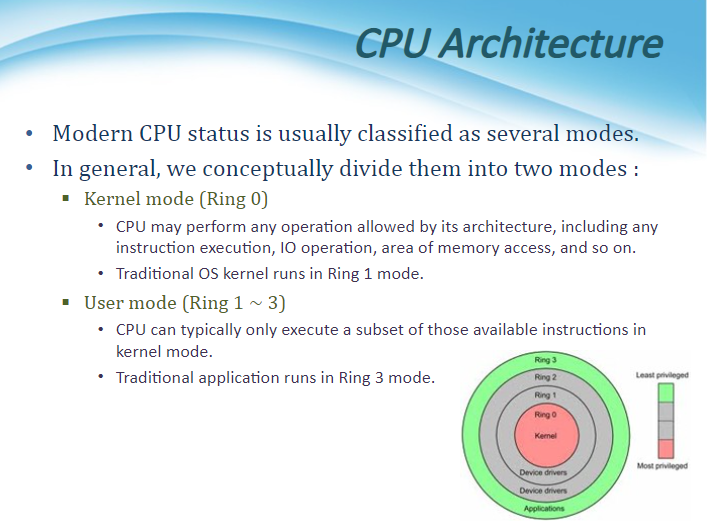 CPU Architecture
• Modern CPU status is usually classified as several modes.
• In general, we conceptually divide them into two modes :
▪ Kernel mode (Ring 0)
• CPU may perform any operation allowed by its architecture, including any
instruction execution, IO operation, area of memory access, and so on.
• Traditional OS kernel runs in Ring 1 mode.
▪ User mode (Ring 1 ~ 3)
• CPU can typically only execute a subset of those available instructions in
kernel mode.
• Traditional application runs in Ring 3 mode.
Ring 3
Ring 2
Ring 1
Ring 0
Kernel
Device drivers
Device drivers
Applications
Least privileged
Most privileged